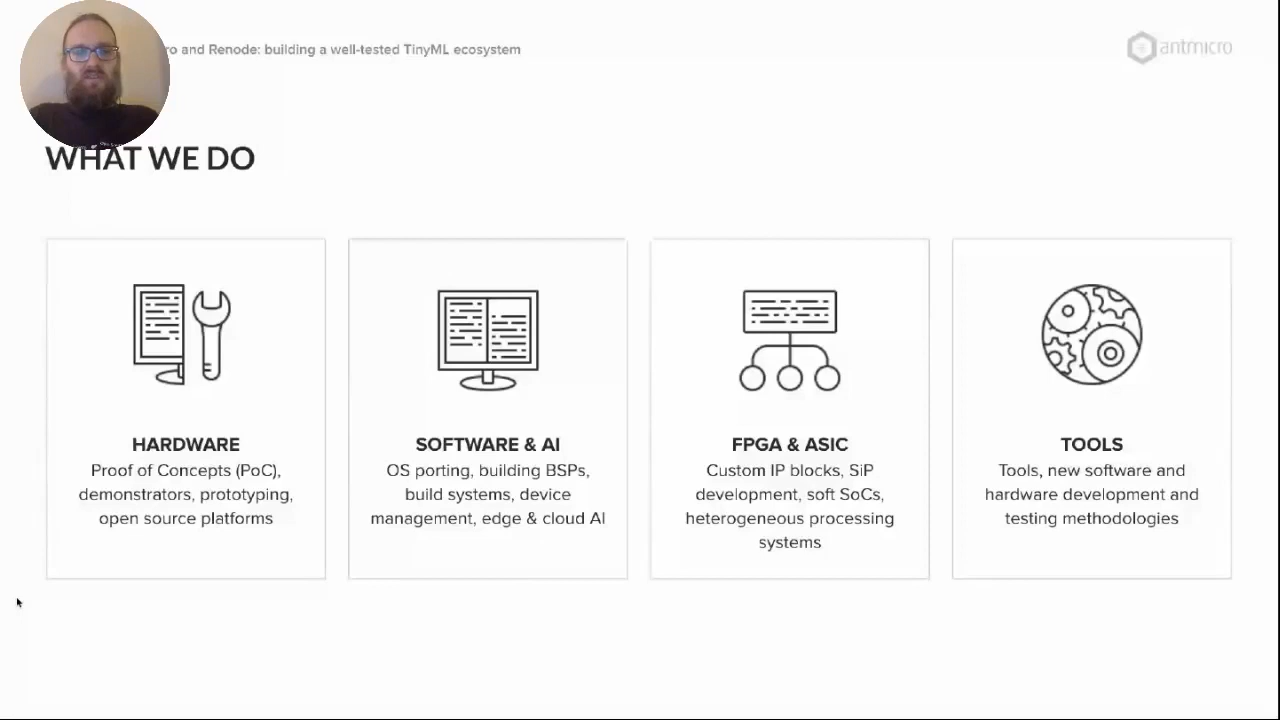 ro and Renode: building a well-tested TinyML ecosystem
antmicro
WHAT WE DO
HARDWARE
Proof of Concepts (PoC),
demonstrators, prototyping,
open source platforms
SOFTWARE & AI
OS porting, building BSPs,
build systems, device
management, edge & cloud AI
FPGA & ASIC
Custom IP blocks, SiP
development, soft SoCs,
heterogeneous processing
systems
TOOLS
Tools, new software and
hardware development and
testing methodologies